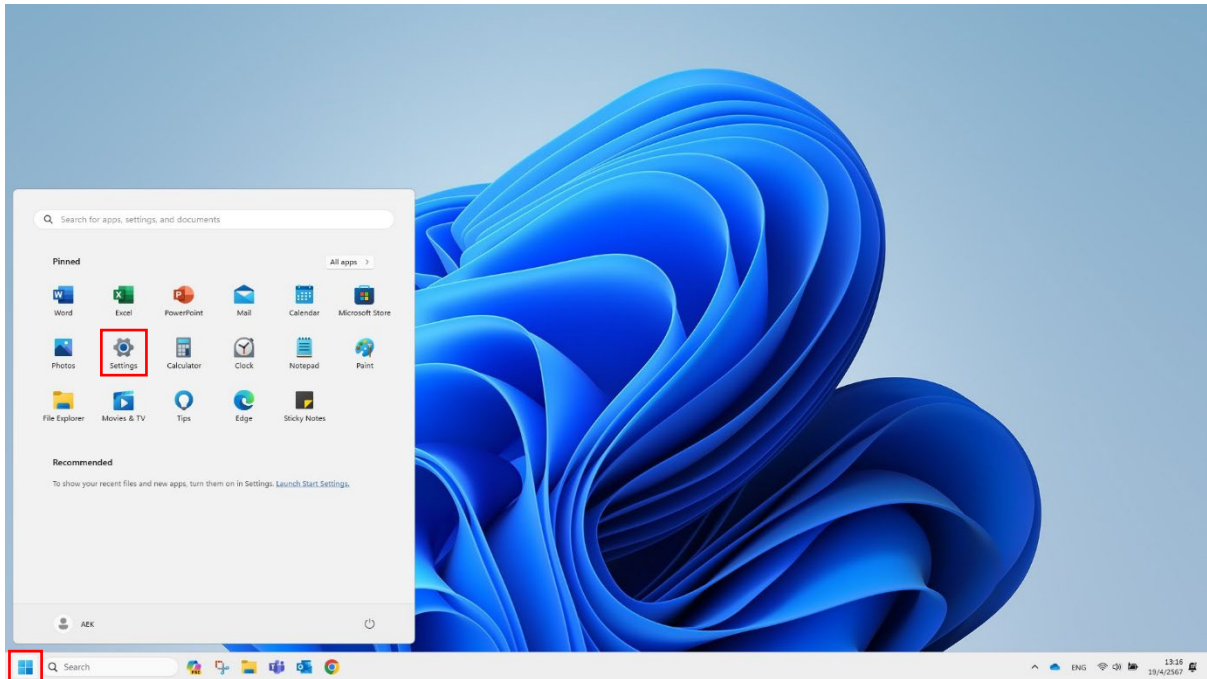 Search for apps, settings, and documents
Pinned
All apps >
Word Excel PowerPoint Mail Calendar Microsoft Store
Photos Settings Calculator Clock Notepad Paint
File Explorer Movies & TV Tips Edge Sticky Notes
Recommended
To show your recent files and new apps, turn them on in Settings. Launch Start Settings.
AEK
Search
ENG
13:16
19/4/2567